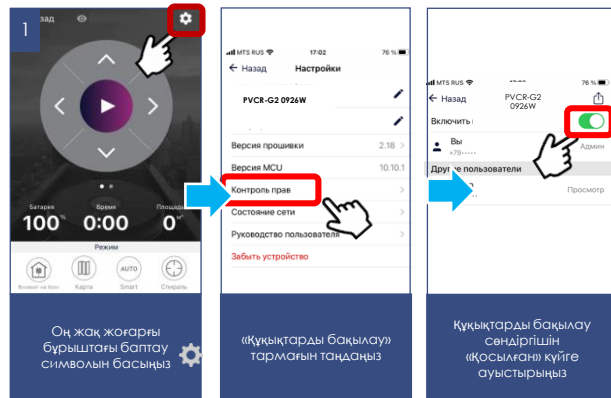 1
зад
Батарея
Время
Площадь
100 %
0:00
0 м²
Режим
Возврат на базу
Карта
AUTO
Smart
Спираль
Оң жақ жоғарғы
бұрыштағы баптау
символын басыңыз
MTS RUS
17:02
76 %
Назад
Настройки
PVCR-G2 0926W
Версия прошивки
2.18
Версия MCU
10.10.1
Контроль прав
Состояние сети
Руководство пользователя
Забыть устройство
«Құқықтарды бақылау»
тармағын таңдаңыз
MTS RUS
76 %
Назад
PVCR-G2
0926W
Включить
Вы
+79
Админ
Другие пользователи
Просмотр
Құқықтарды бақылау
сөндіргішін
«Қосылған» күйге
ауыстырыңыз